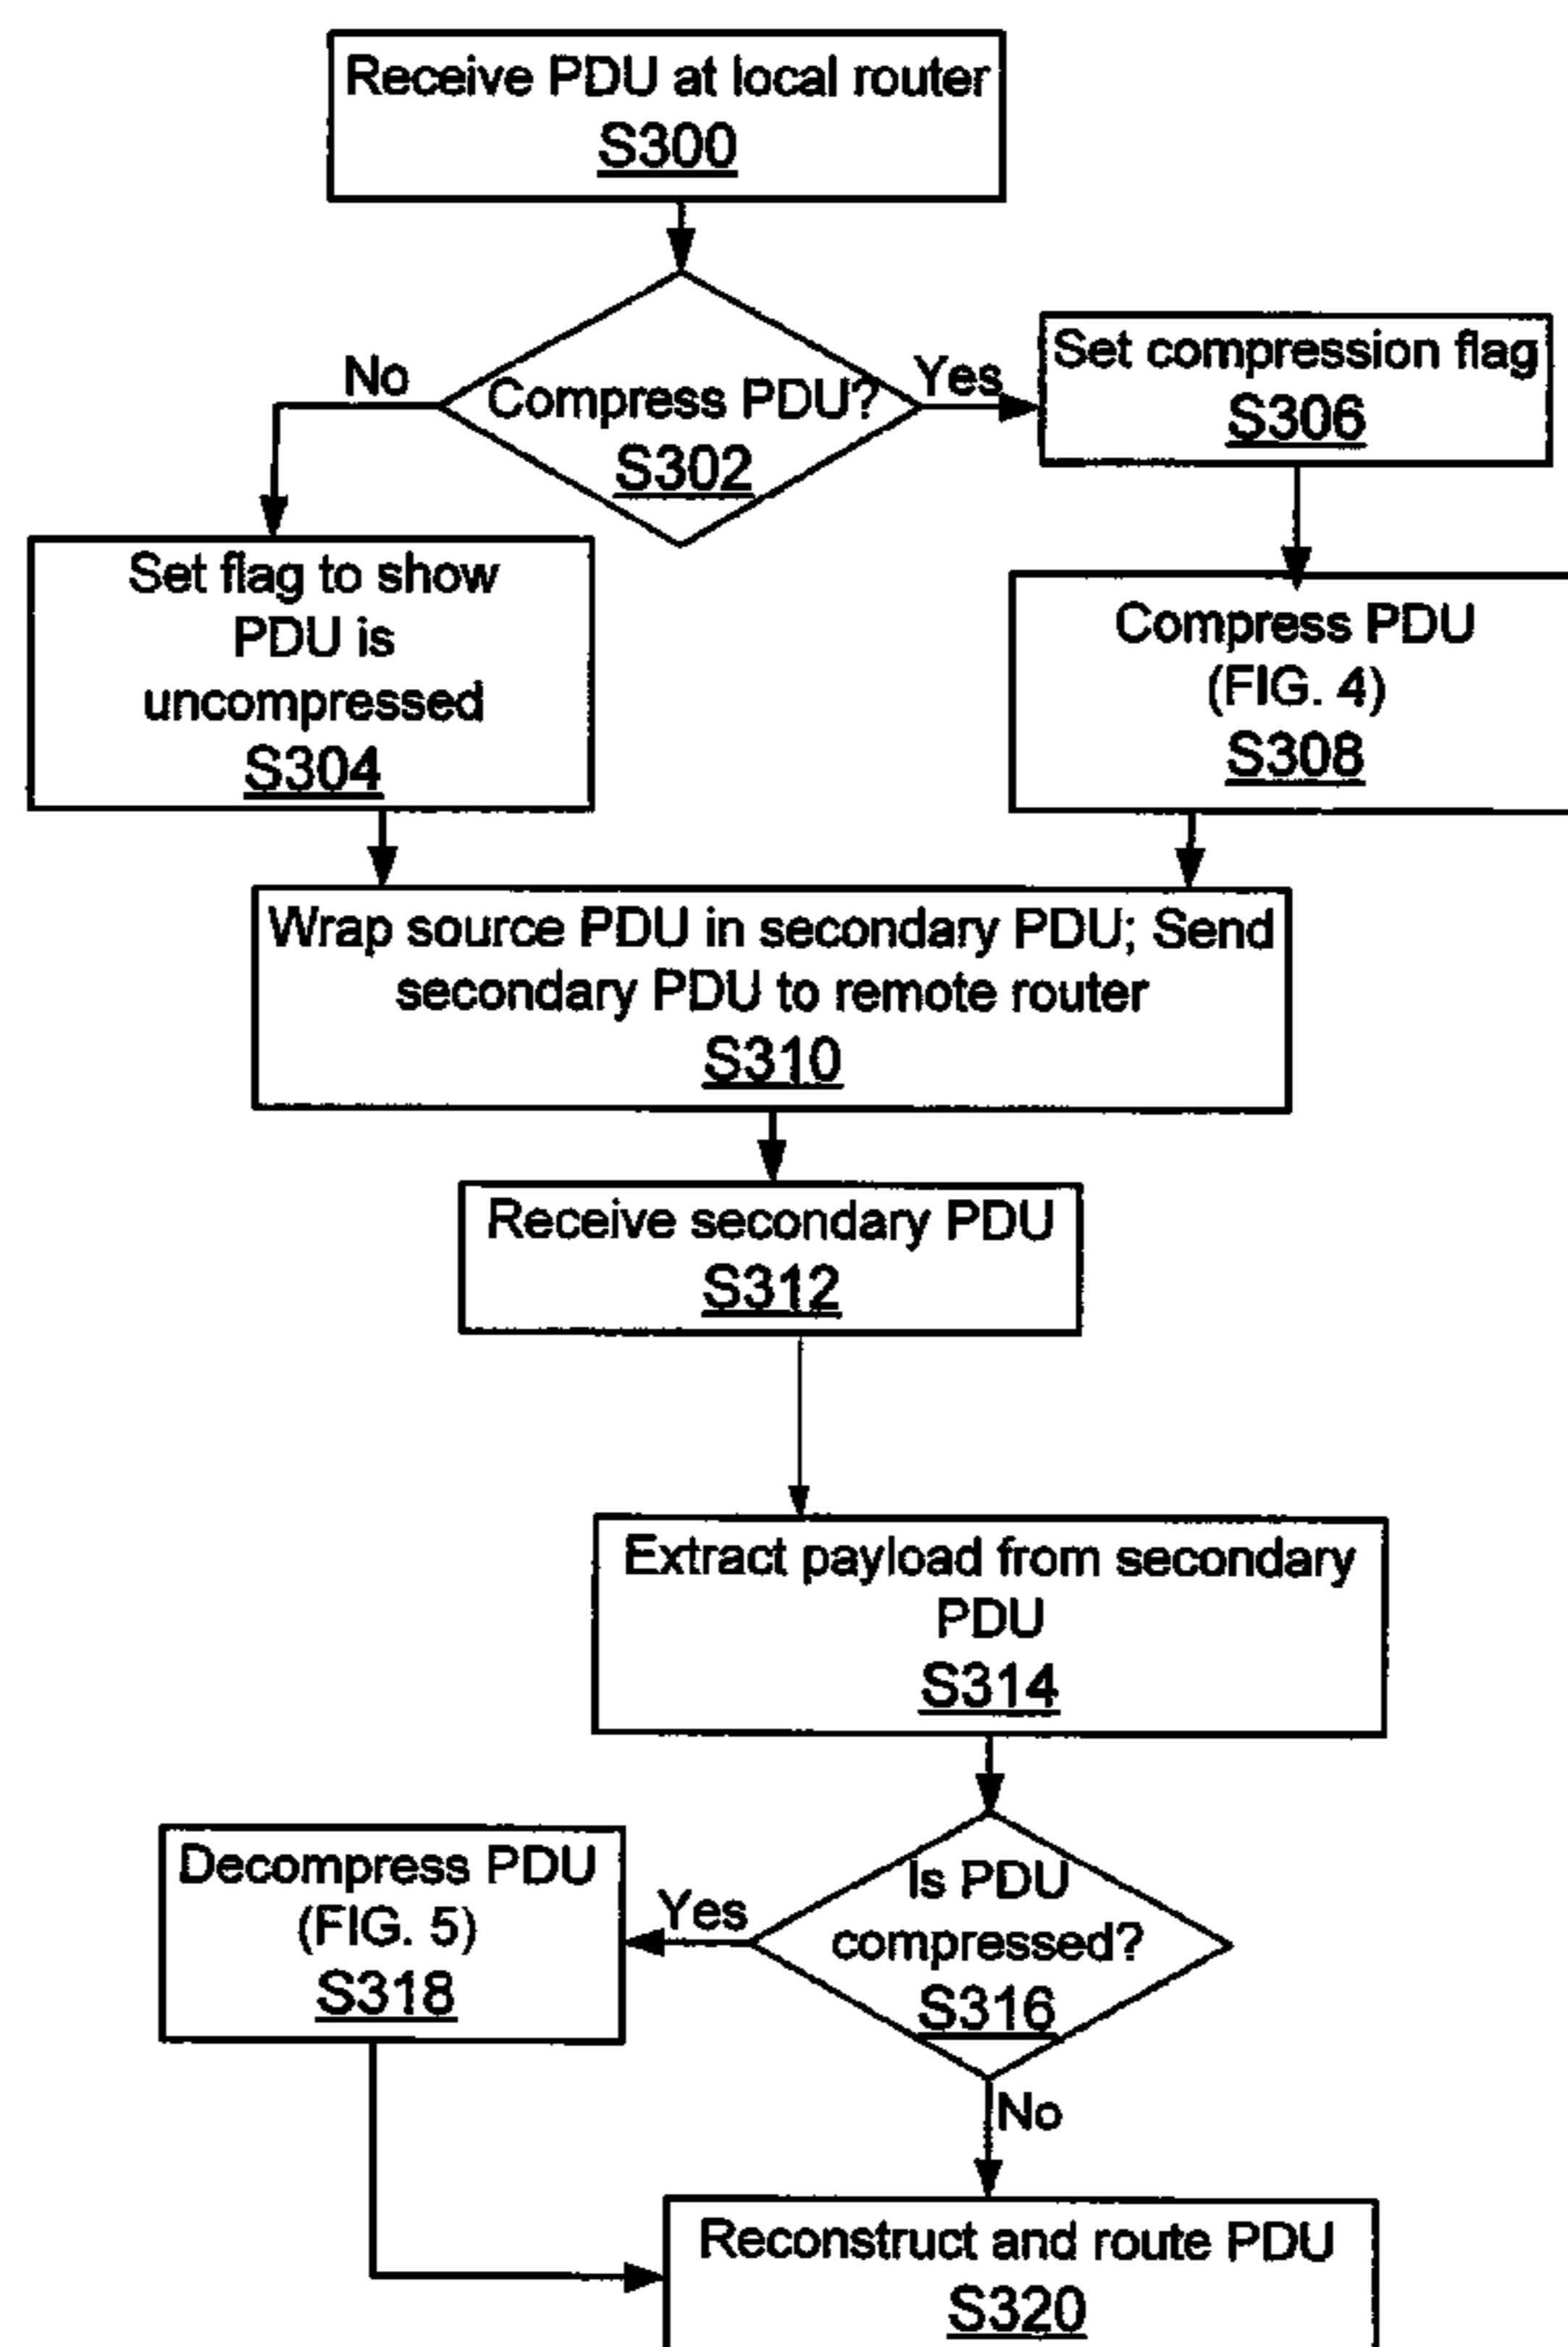 Receive PDU at local router
S300
Compress PDU?
S302
No
Yes
Set compression flag
S306
Set flag to show
PDU is
uncompressed
S304
Compress PDU
(FIG. 4)
S308
Wrap source PDU in secondary PDU; Send
secondary PDU to remote router
S310
Receive secondary PDU
S312
Extract payload from secondary
PDU
S314
Is PDU
compressed?
S316
Yes
Decompress PDU
(FIG. 5)
S318
No
Reconstruct and route PDU
S320